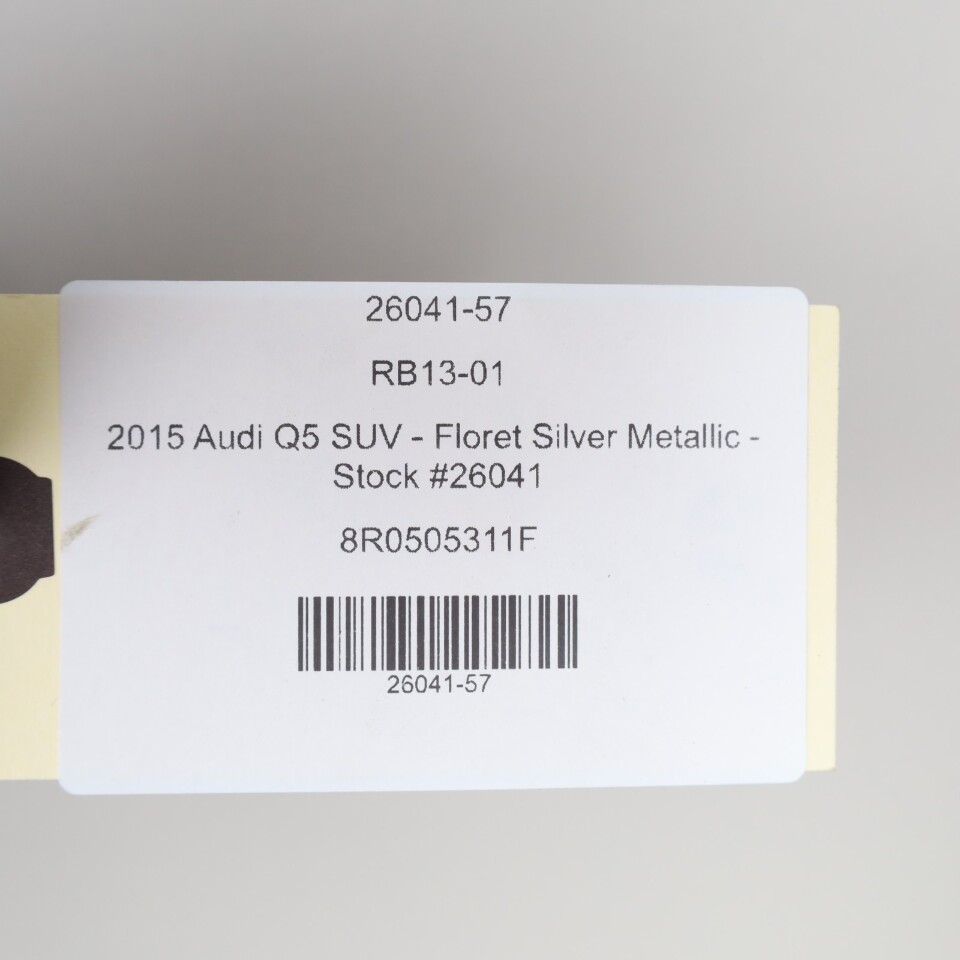 26041-57
RB13-01
2015 Audi Q5 SUV - Floret Silver Metallic -
Stock #26041
8R0505311F
26041-57